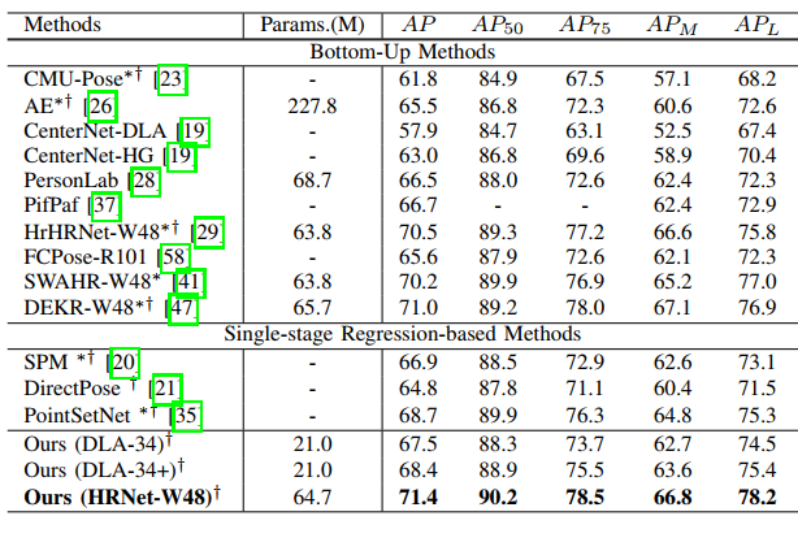 Methods Params.(M) AP AP50 AP75 APM APL
Bottom-Up Methods
CMU-Pose*† [23] - 61.8 84.9 67.5 57.1 68.2
AE*† [26] 227.8 65.5 86.8 72.3 60.6 72.6
CenterNet-DLA [19] - 57.9 84.7 63.1 52.5 67.4
CenterNet-HG [19] - 63.0 86.8 69.6 58.9 70.4
PersonLab [28] 68.7 66.5 88.0 72.6 62.4 72.3
PifPaf [37] - 66.7 - - 62.4 72.9
HrHRNet-W48*† [29] 63.8 70.5 89.3 77.2 66.6 75.8
FCPose-R101 [58] - 65.6 87.9 72.6 62.1 72.3
SWAHR-W48* [41] 63.8 70.2 89.9 76.9 65.2 77.0
DEKR-W48*† [47] 65.7 71.0 89.2 78.0 67.1 76.9
Single-stage Regression-based Methods
SPM *† [20] - 66.9 88.5 72.9 62.6 73.1
DirectPose † [21] - 64.8 87.8 71.1 60.4 71.5
PointSetNet *† [35] - 68.7 89.9 76.3 64.8 75.3
Ours (DLA-34)† 21.0 67.5 88.3 73.7 62.7 74.5
Ours (DLA-34+)† 21.0 68.4 88.9 75.5 63.6 75.4
Ours (HRNet-W48)† 64.7 71.4 90.2 78.5 66.8 78.2